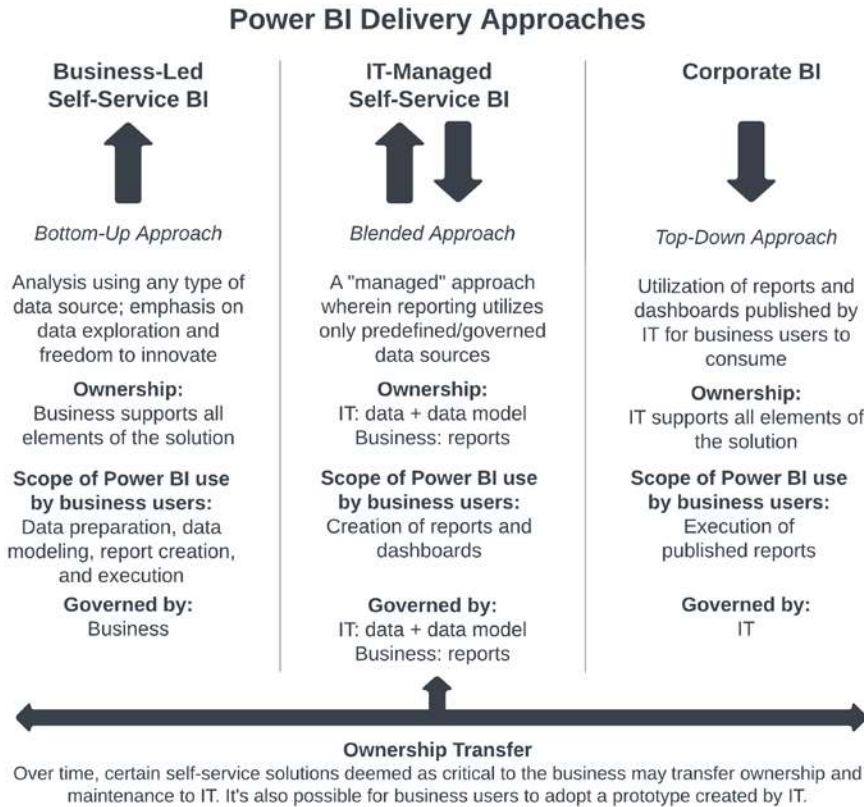 Power BI Delivery Approaches
Business-Led
Self-Service BI
Bottom-Up Approach
Analysis using any type of
data source; emphasis on
data exploration and
freedom to innovate
Ownership:
Business supports all
elements of the solution
Scope of Power BI use
by business users:
Data preparation, data
modeling, report creation,
and execution
Governed by:
Business
IT-Managed
Self-Service BI
Blended Approach
A "managed" approach
wherein reporting utilizes
only predefined/governed
data sources
Ownership:
IT: data + data model
Business: reports
Scope of Power BI use
by business users:
Creation of reports and
dashboards
Governed by:
IT: data + data model
Business: reports
Corporate BI
Top-Down Approach
Utilization of reports and
dashboards published by
IT for business users to
consume
Ownership:
IT supports all elements of
the solution
Scope of Power BI use
by business users:
Execution of
published reports
Governed by:
IT
Ownership Transfer
Over time, certain self-service solutions deemed as critical to the business may transfer ownership and
maintenance to IT. It's also possible for business users to adopt a prototype created by IT.